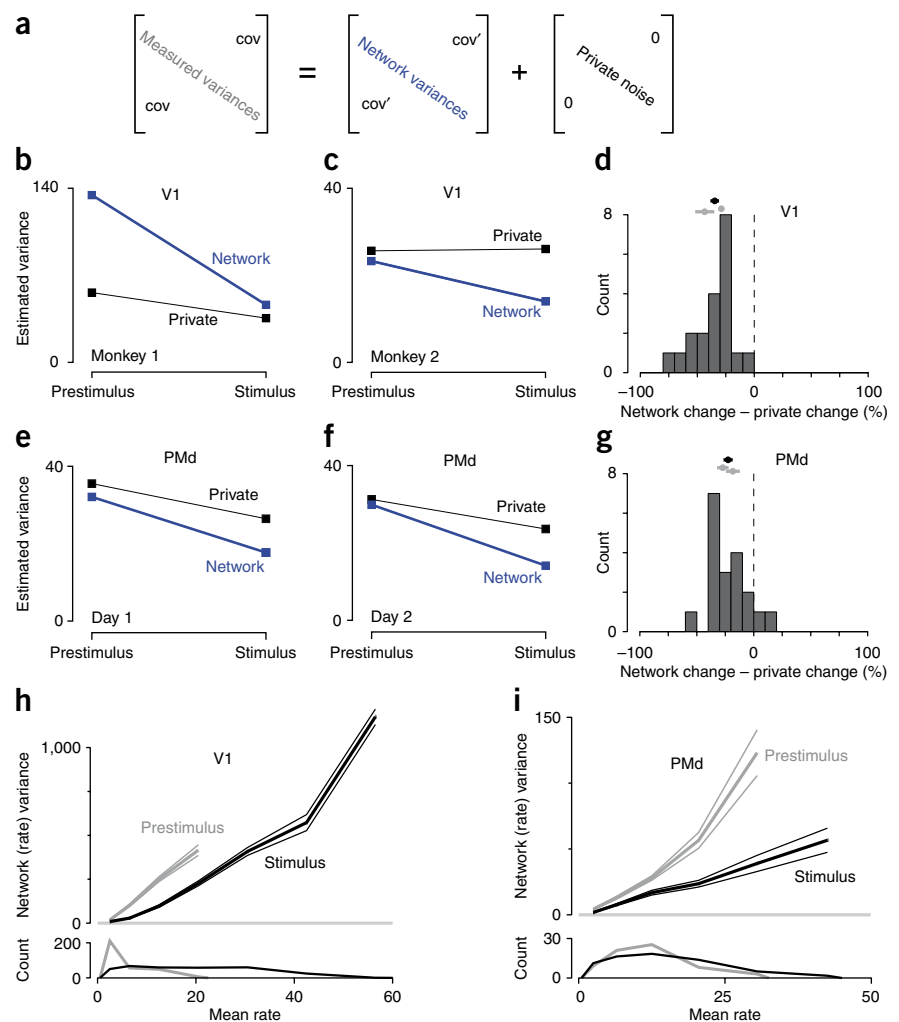 a
Measured variances
cov
cov
=
Network variances
cov′
cov′
+
Private noise
0
0
b
V1
140
Estimated variance
Network
Private
0
Monkey 1
Prestimulus
Stimulus
c
V1
40
Private
Network
0
Monkey 2
Prestimulus
Stimulus
d
V1
8
Count
0
−100
0
100
Network change – private change (%)
e
PMd
40
Estimated variance
Private
Network
0
Day 1
Prestimulus
Stimulus
f
PMd
40
Private
Network
0
Day 2
Prestimulus
Stimulus
g
PMd
8
Count
0
−100
0
100
Network change – private change (%)
h
V1
1,000
Network (rate) variance
Prestimulus
Stimulus
0
200
Count
0
0
20
40
60
Mean rate
i
150
PMd
Network (rate) variance
Prestimulus
Stimulus
0
30
Count
0
0
25
50
Mean rate